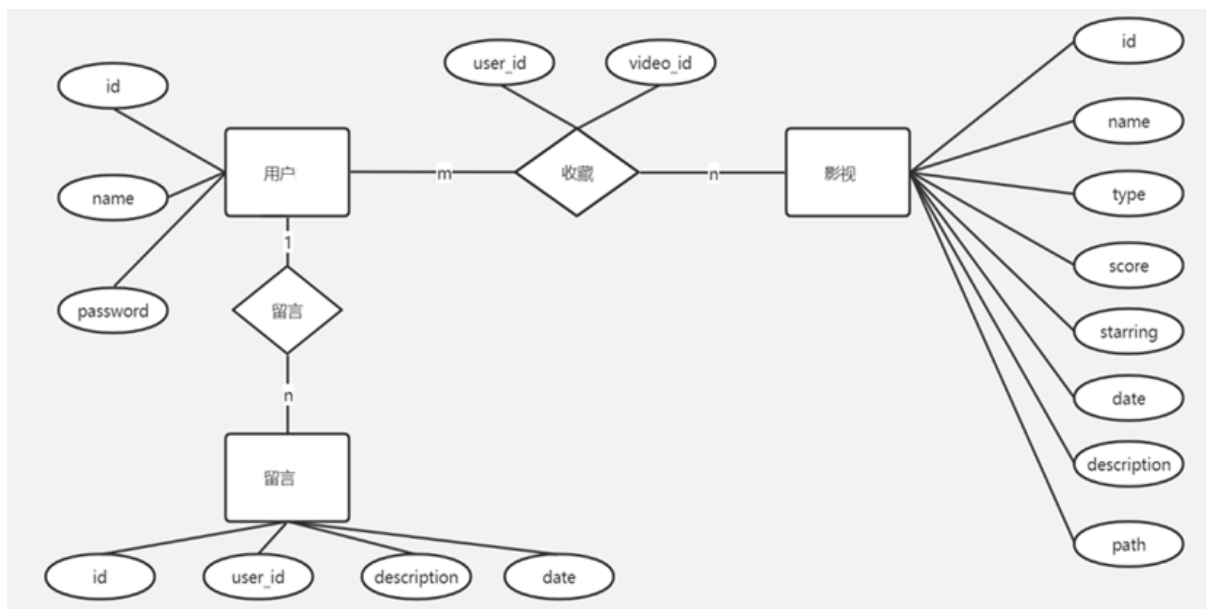 id
user_id
video_id
id
name
用户
m
收藏
n
影视
name
type
password
1
留言
score
starring
n
date
留言
description
path
id
user_id
description
date